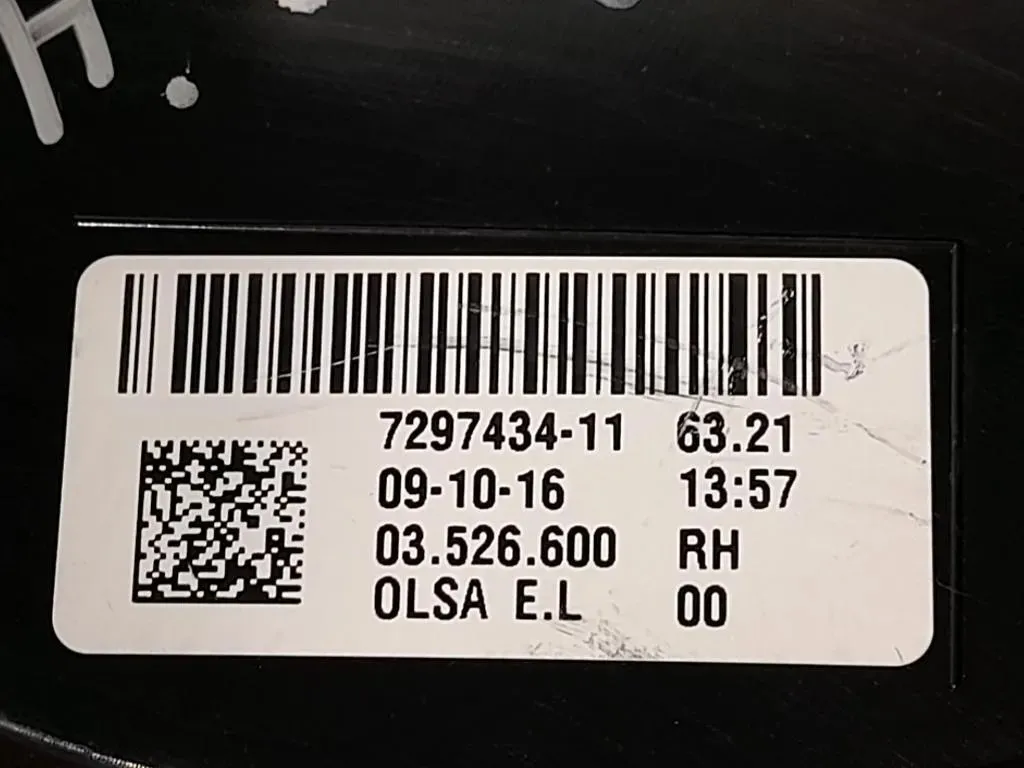 H.
7297434-11 63.21
09-10-16 13:57
03.526.600 RH
OLSA E.L 00